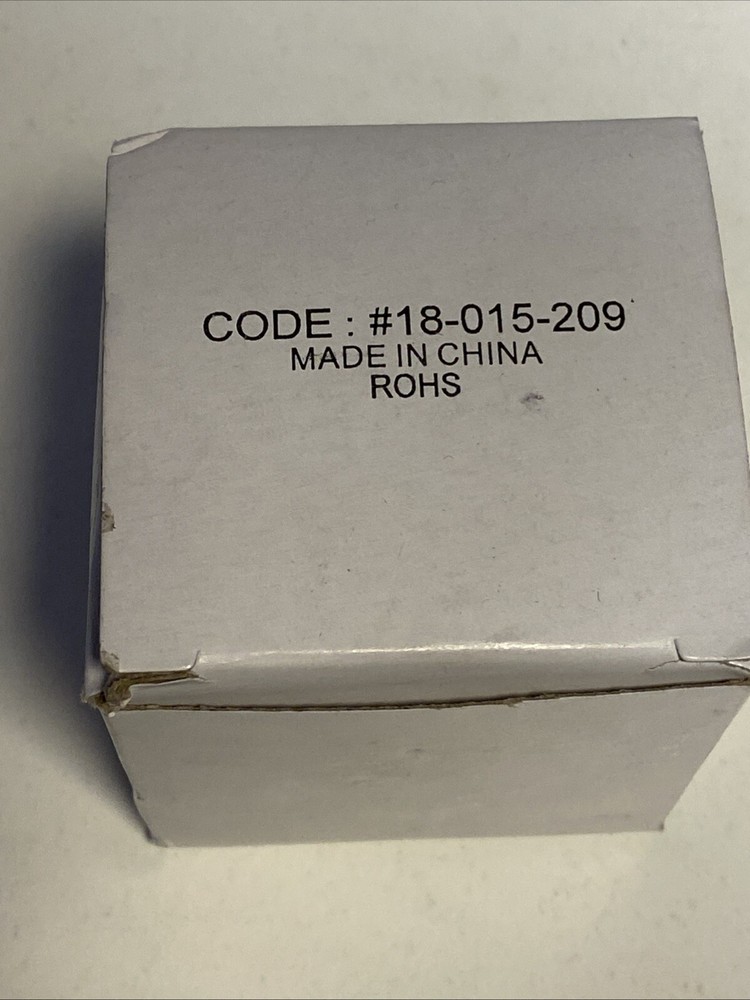 CODE : #18-015-209
MADE IN CHINA
ROHS